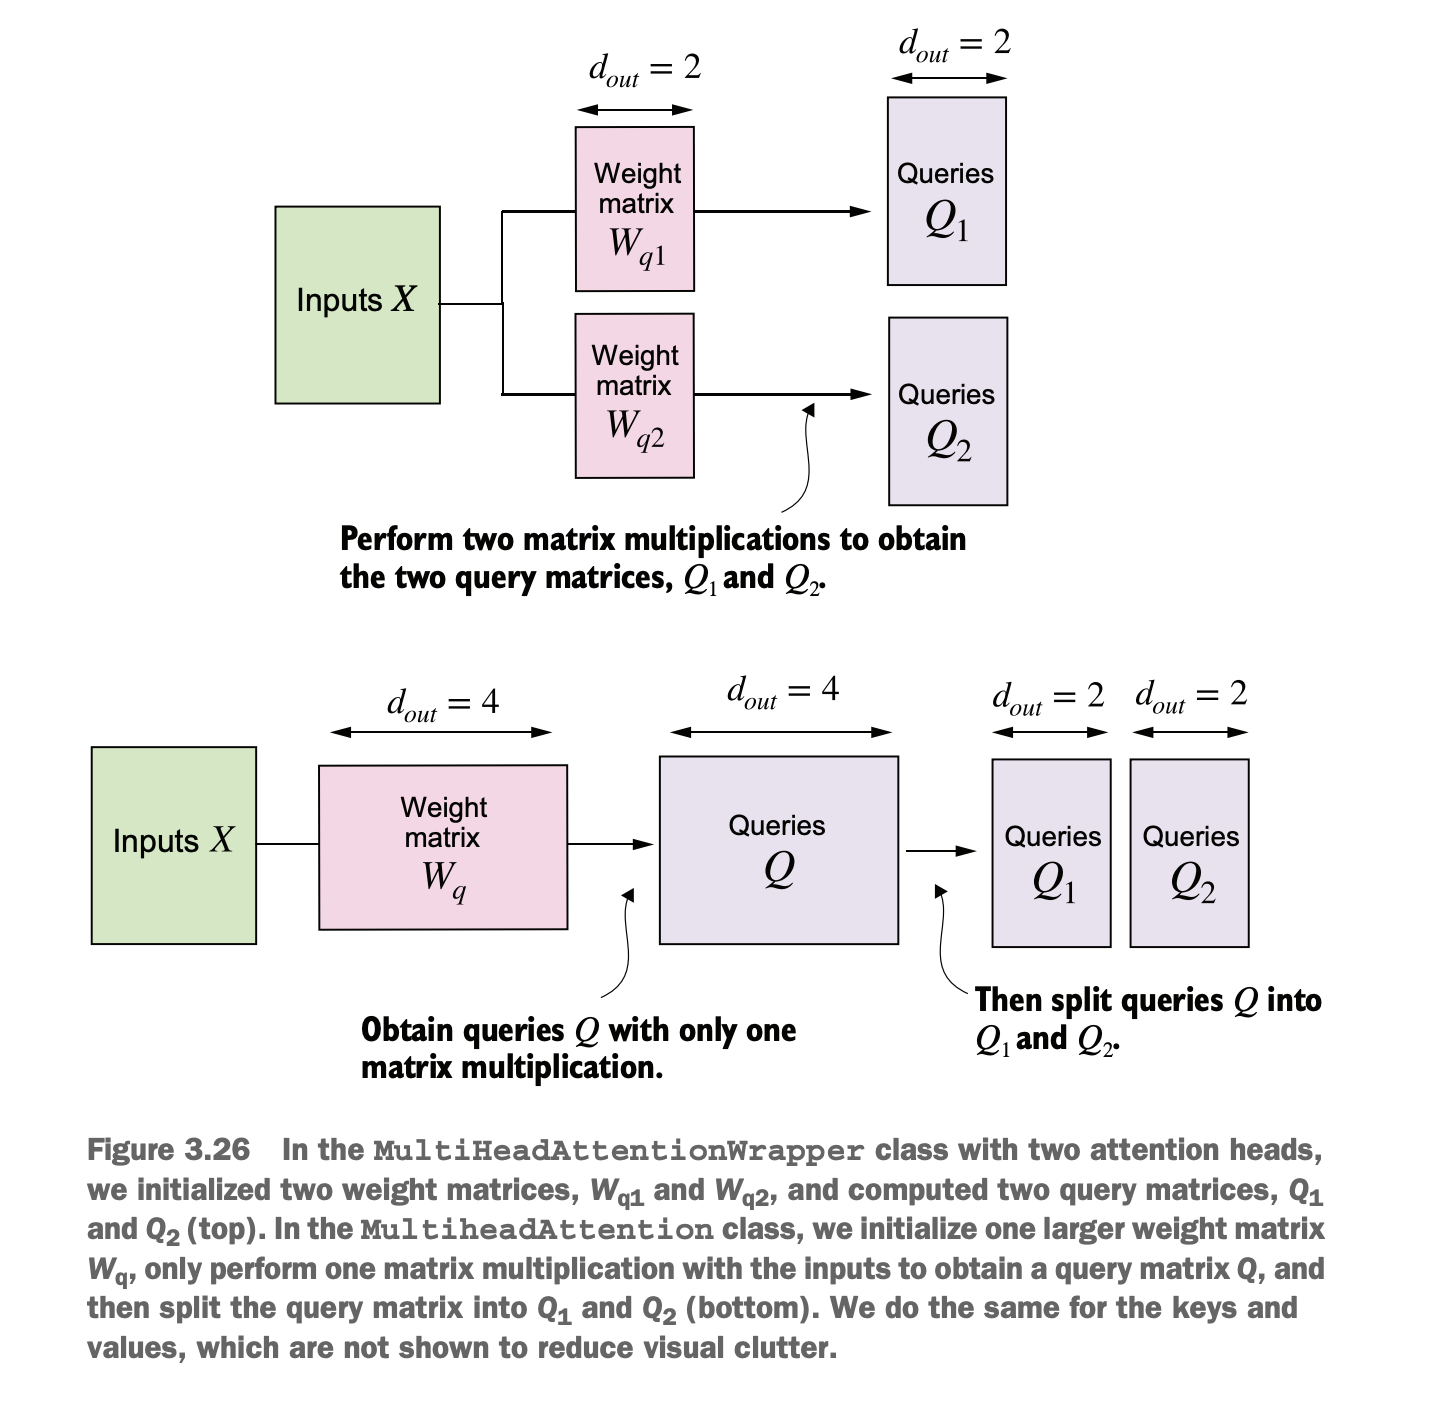 d_out = 2
d_out = 2
Weight
matrix
W_q1
Queries
Q_1
Inputs X
Weight
matrix
W_q2
Queries
Q_2
Perform two matrix multiplications to obtain
the two query matrices, Q_1 and Q_2.
d_out = 4
d_out = 4
d_out = 2
d_out = 2
Inputs X
Weight
matrix
W_q
Queries
Q
Queries
Q_1
Queries
Q_2
Obtain queries Q with only one
matrix multiplication.
Then split queries Q into
Q_1 and Q_2.
Figure 3.26 In the MultiHeadAttentionWrapper class with two attention heads,
we initialized two weight matrices, W_q1 and W_q2, and computed two query matrices, Q_1
and Q_2 (top). In the MultiheadAttention class, we initialize one larger weight matrix
W_q, only perform one matrix multiplication with the inputs to obtain a query matrix Q, and
then split the query matrix into Q_1 and Q_2 (bottom). We do the same for the keys and
values, which are not shown to reduce visual clutter.